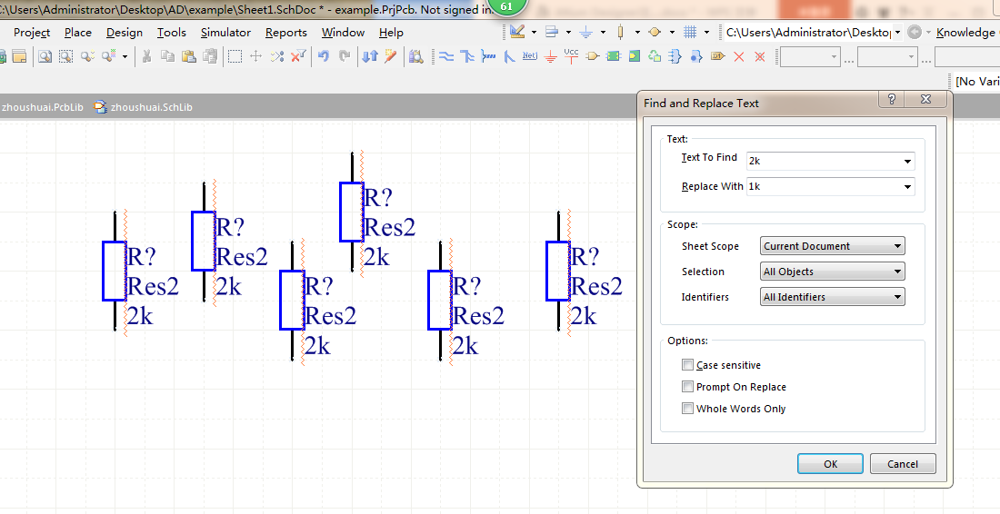 C:\Users\Administrator\Desktop\AD\example\Sheet1.SchDoc * - example.PrjPcb. Not signed in.
61
Project Place Design Tools Simulator Reports Window Help
C:\Users\Administrator\Desktop
Knowledge
Net
Vcc
[No Vari
zhoushuai.PcbLib zhoushuai.SchLib
R?
Res2
2k
R?
Res2
2k
R?
Res2
2k
R?
Res2
2k
R?
Res2
2k
R?
Res2
2k
Find and Replace Text
Text:
Text To Find 2k
Replace With 1k
Scope:
Sheet Scope Current Document
Selection All Objects
Identifiers All Identifiers
Options:
Case sensitive
Prompt On Replace
Whole Words Only
OK Cancel